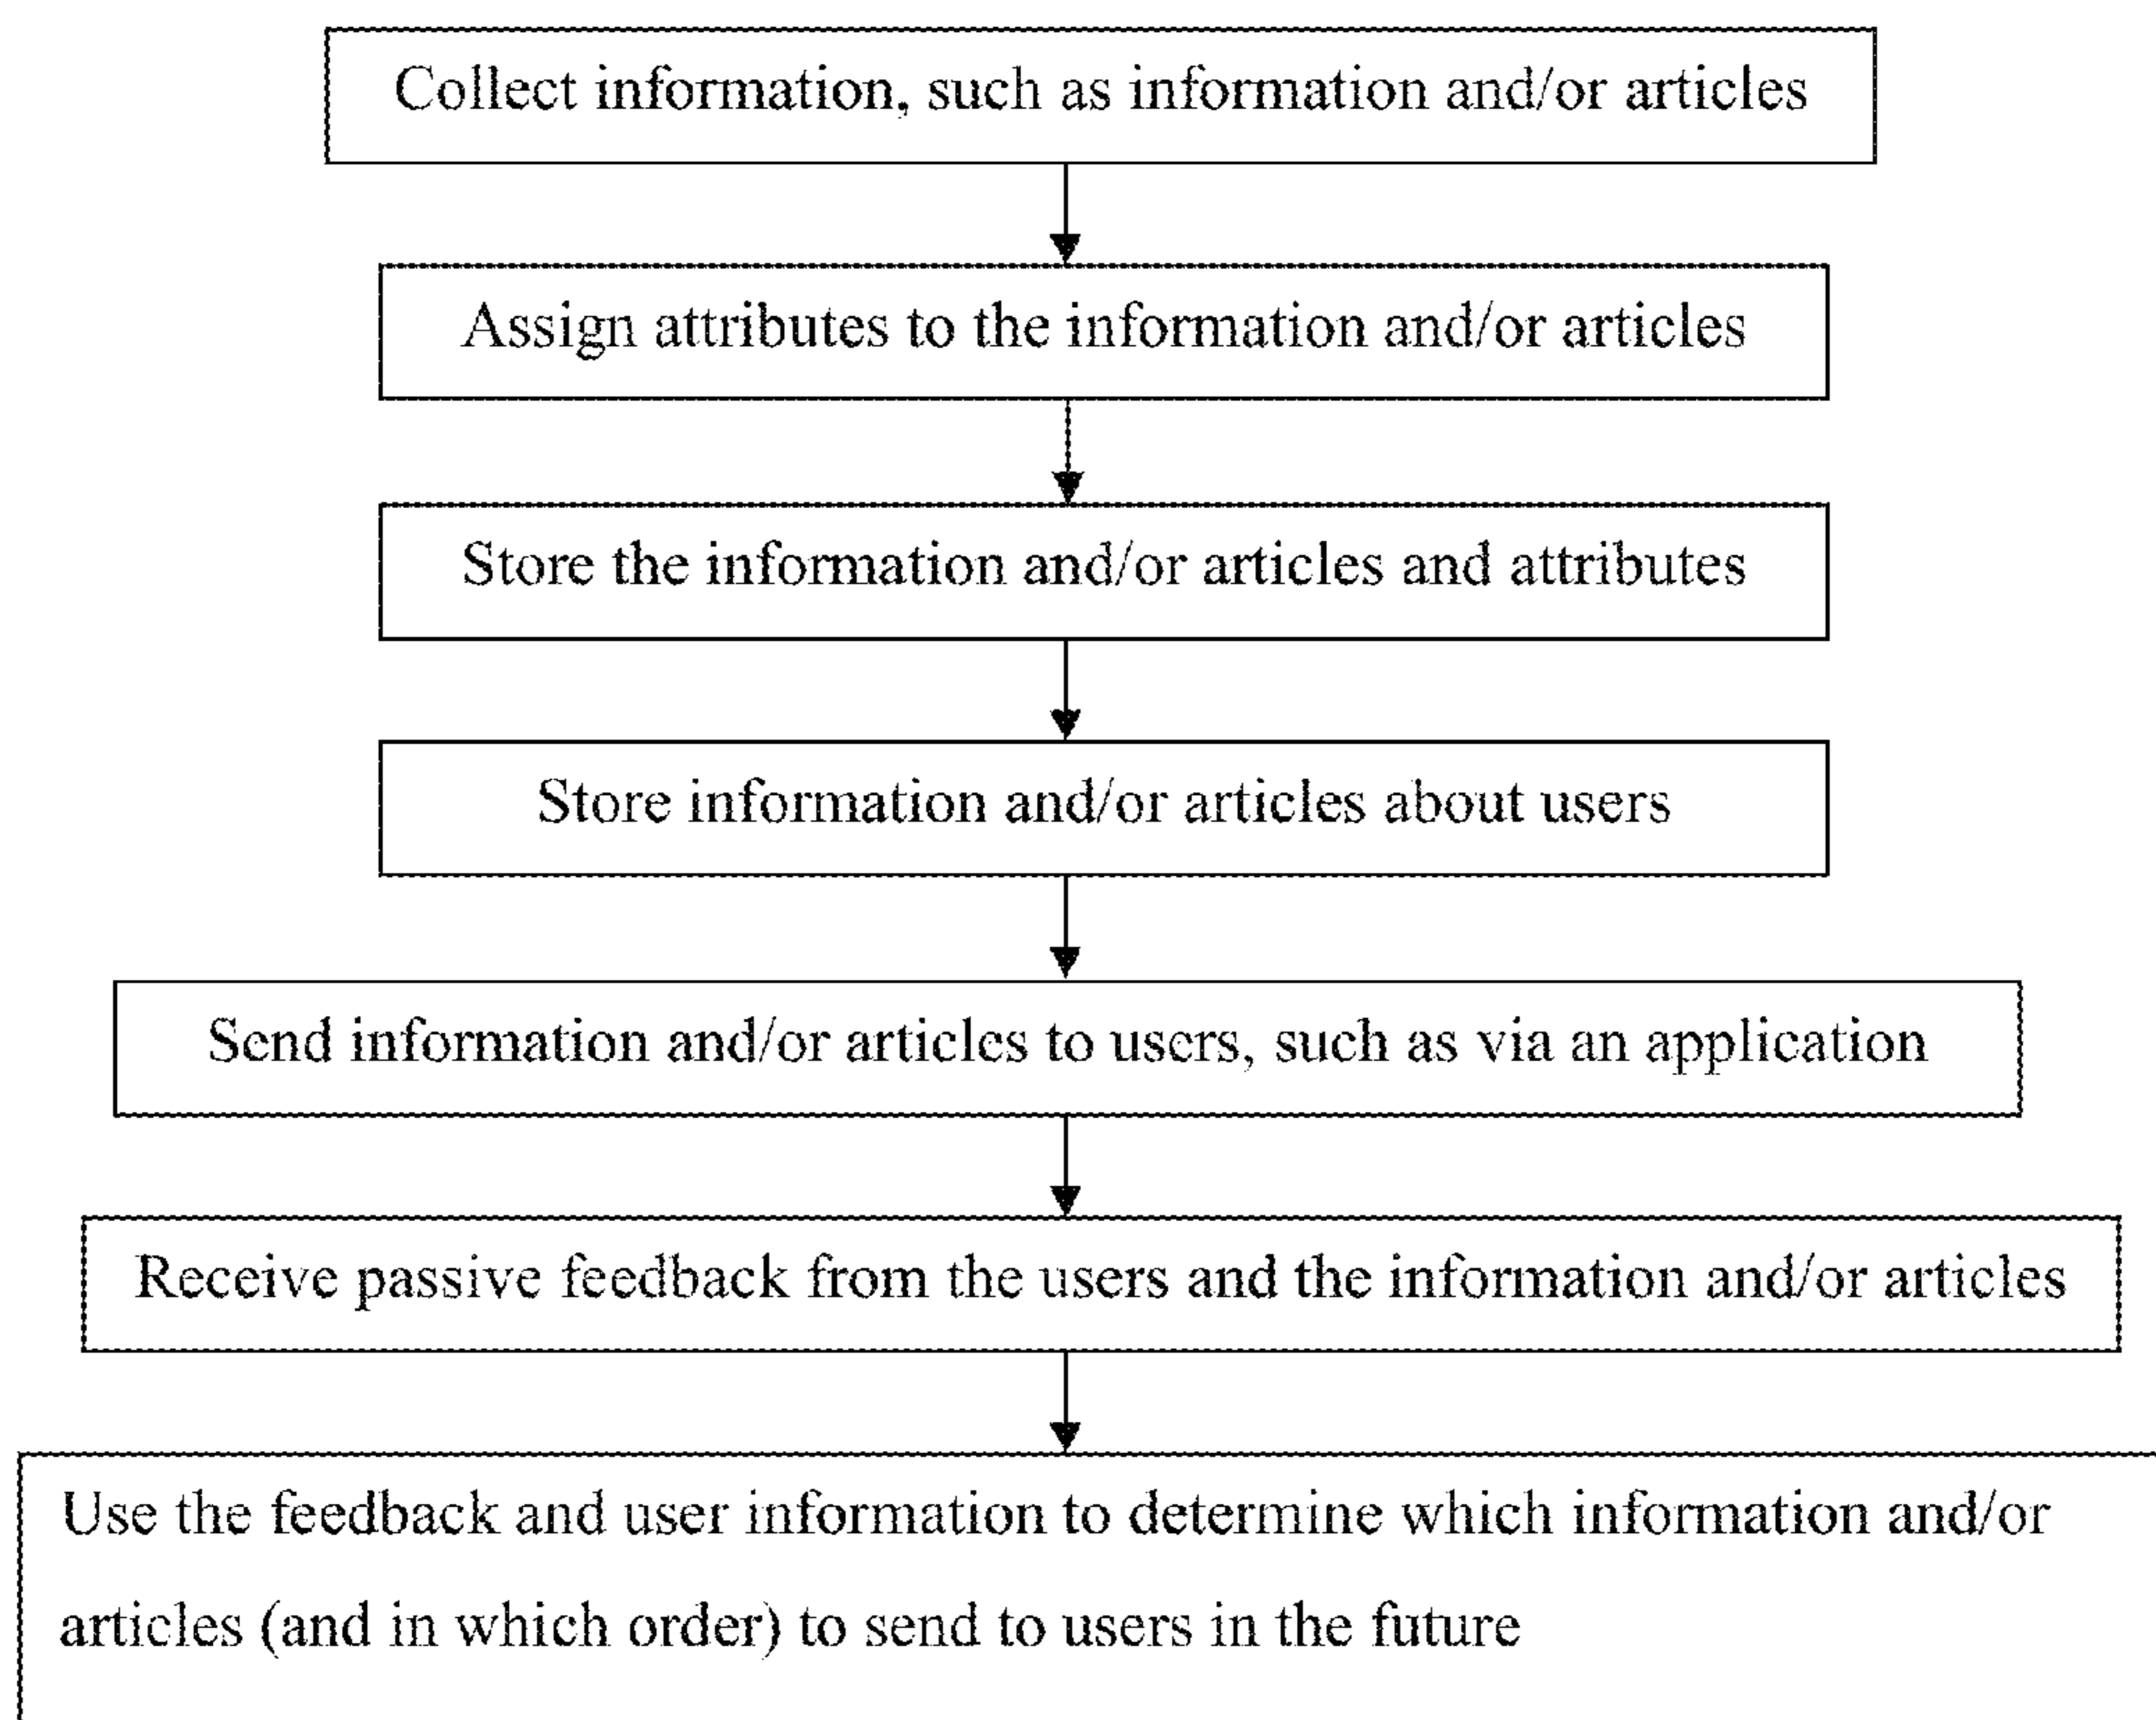 Collect information, such as information and/or articles
Assign attributes to the information and/or articles
Store the information and/or articles and attributes
Store information and/or articles about users
Send information and/or articles to users, such as via an application
Receive passive feedback from the users and the information and/or articles
Use the feedback and user information to determine which information and/or
articles (and in which order) to send to users in the future